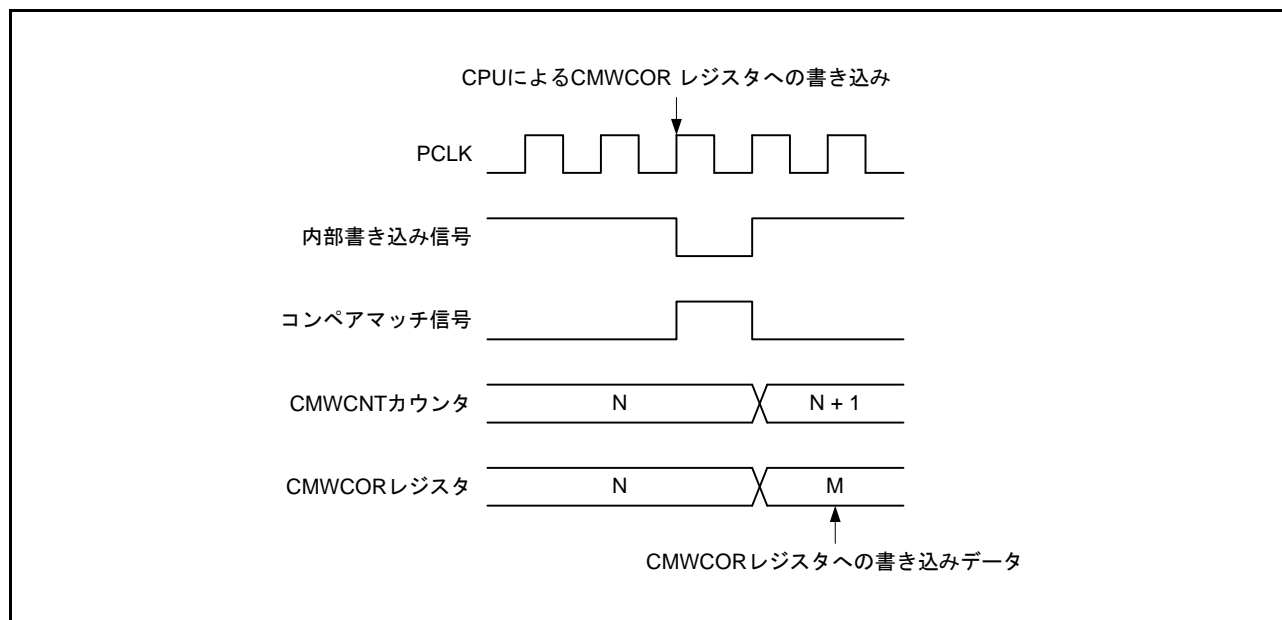 CPUによるCMWCOR レジスタへの書き込み
PCLK
内部書き込み信号
コンペアマッチ信号
CMWCNTカウンタ
N
N + 1
CMWCORレジスタ
N
M
CMWCORレジスタへの書き込みデータ